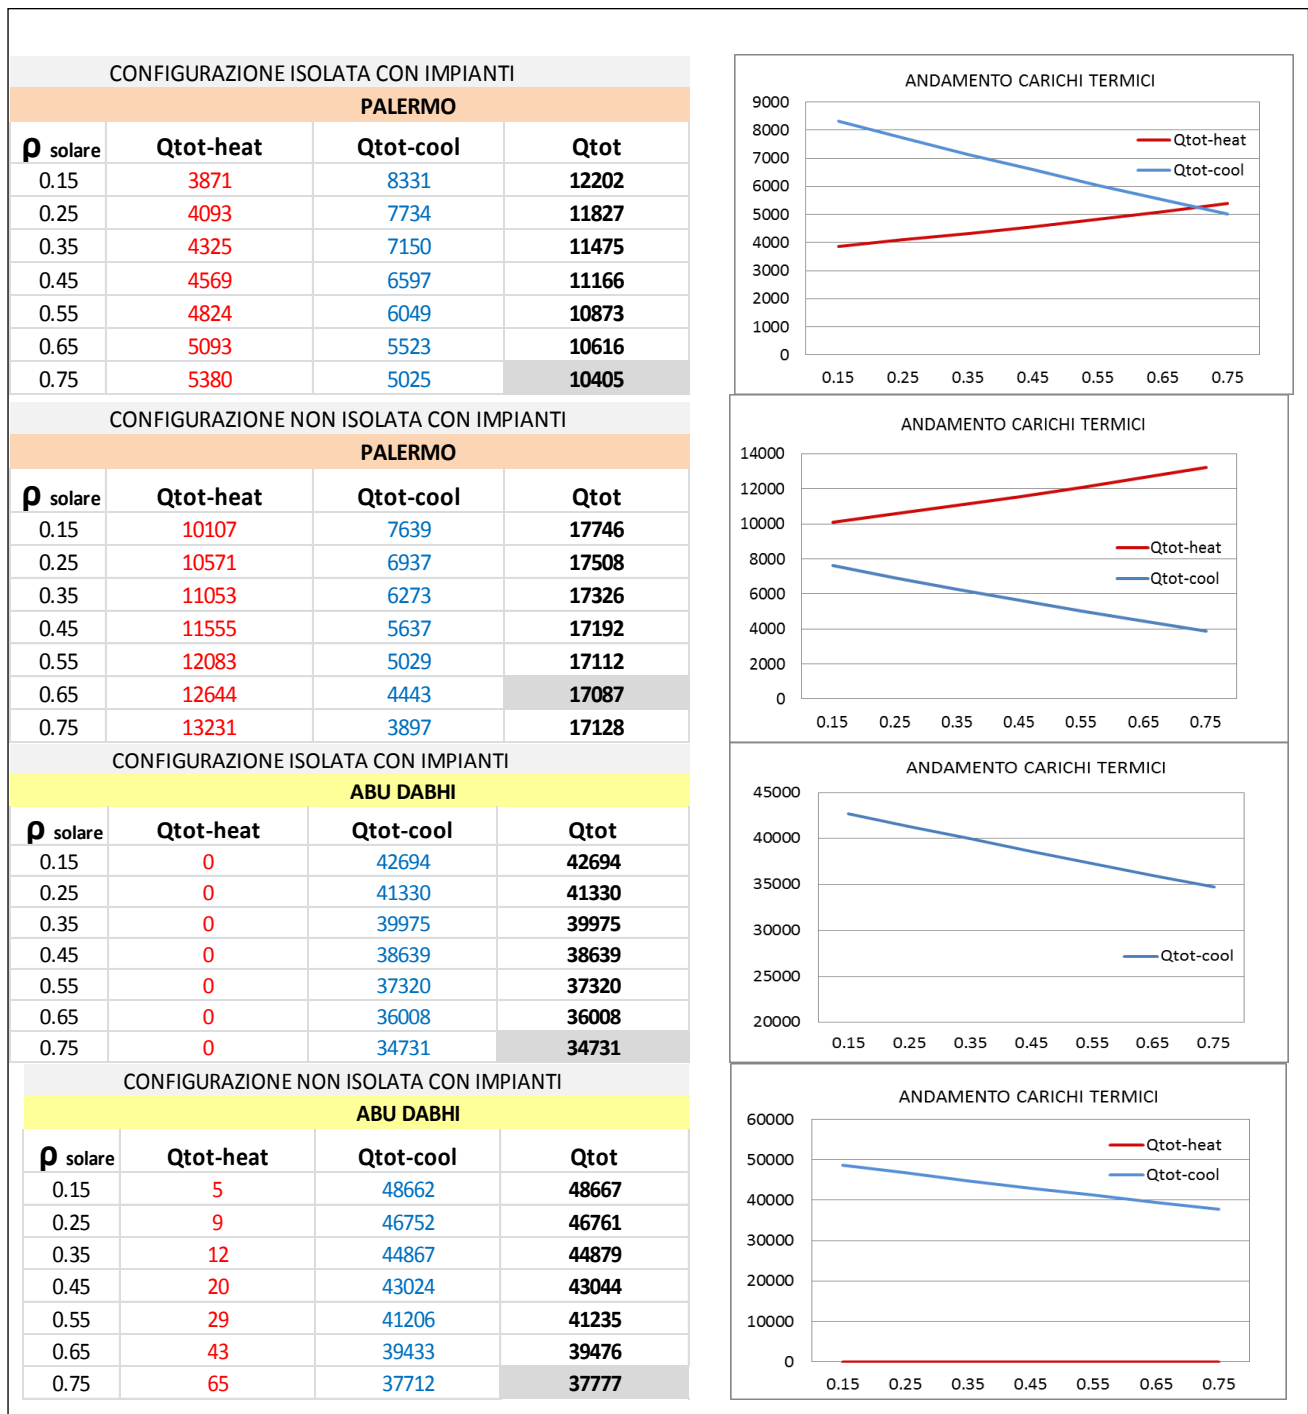 CONFIGURAZIONE ISOLATA CON IMPIANTI
PALERMO
ρ solare Qtot-heat Qtot-cool Qtot
0.15 3871 8331 12202
0.25 4093 7734 11827
0.35 4325 7150 11475
0.45 4569 6597 11166
0.55 4824 6049 10873
0.65 5093 5523 10616
0.75 5380 5025 10405
ANDAMENTO CARICHI TERMICI
9000
8000
7000
6000
5000
4000
3000
2000
1000
0
Qtot-heat
Qtot-cool
0.15 0.25 0.35 0.45 0.55 0.65 0.75
CONFIGURAZIONE NON ISOLATA CON IMPIANTI
PALERMO
ρ solare Qtot-heat Qtot-cool Qtot
0.15 10107 7639 17746
0.25 10571 6937 17508
0.35 11053 6273 17326
0.45 11555 5637 17192
0.55 12083 5029 17112
0.65 12644 4443 17087
0.75 13231 3897 17128
ANDAMENTO CARICHI TERMICI
14000
12000
10000
8000
6000
4000
2000
0
Qtot-heat
Qtot-cool
0.15 0.25 0.35 0.45 0.55 0.65 0.75
CONFIGURAZIONE ISOLATA CON IMPIANTI
ABU DABHI
ρ solare Qtot-heat Qtot-cool Qtot
0.15 0 42694 42694
0.25 0 41330 41330
0.35 0 39975 39975
0.45 0 38639 38639
0.55 0 37320 37320
0.65 0 36008 36008
0.75 0 34731 34731
ANDAMENTO CARICHI TERMICI
45000
40000
35000
30000
25000
20000
Qtot-cool
0.15 0.25 0.35 0.45 0.55 0.65 0.75
CONFIGURAZIONE NON ISOLATA CON IMPIANTI
ABU DABHI
ρ solare Qtot-heat Qtot-cool Qtot
0.15 5 48662 48667
0.25 9 46752 46761
0.35 12 44867 44879
0.45 20 43024 43044
0.55 29 41206 41235
0.65 43 39433 39476
0.75 65 37712 37777
ANDAMENTO CARICHI TERMICI
60000
50000
40000
30000
20000
10000
0
Qtot-heat
Qtot-cool
0.15 0.25 0.35 0.45 0.55 0.65 0.75